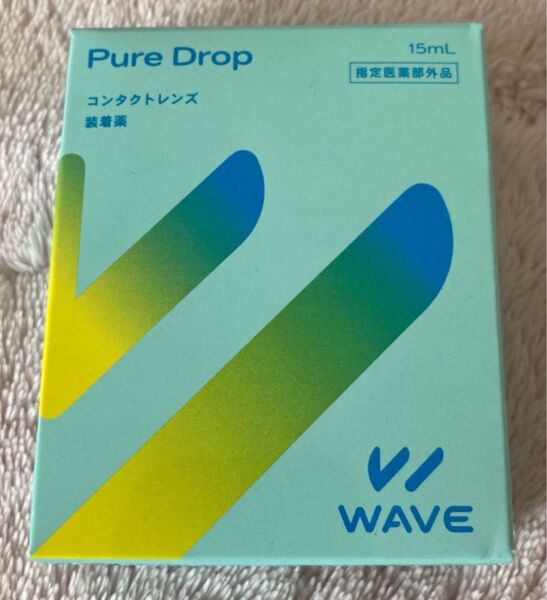 Pure Drop
15mL
指定医薬部外品
コンタクトレンズ
装着薬
WAVE